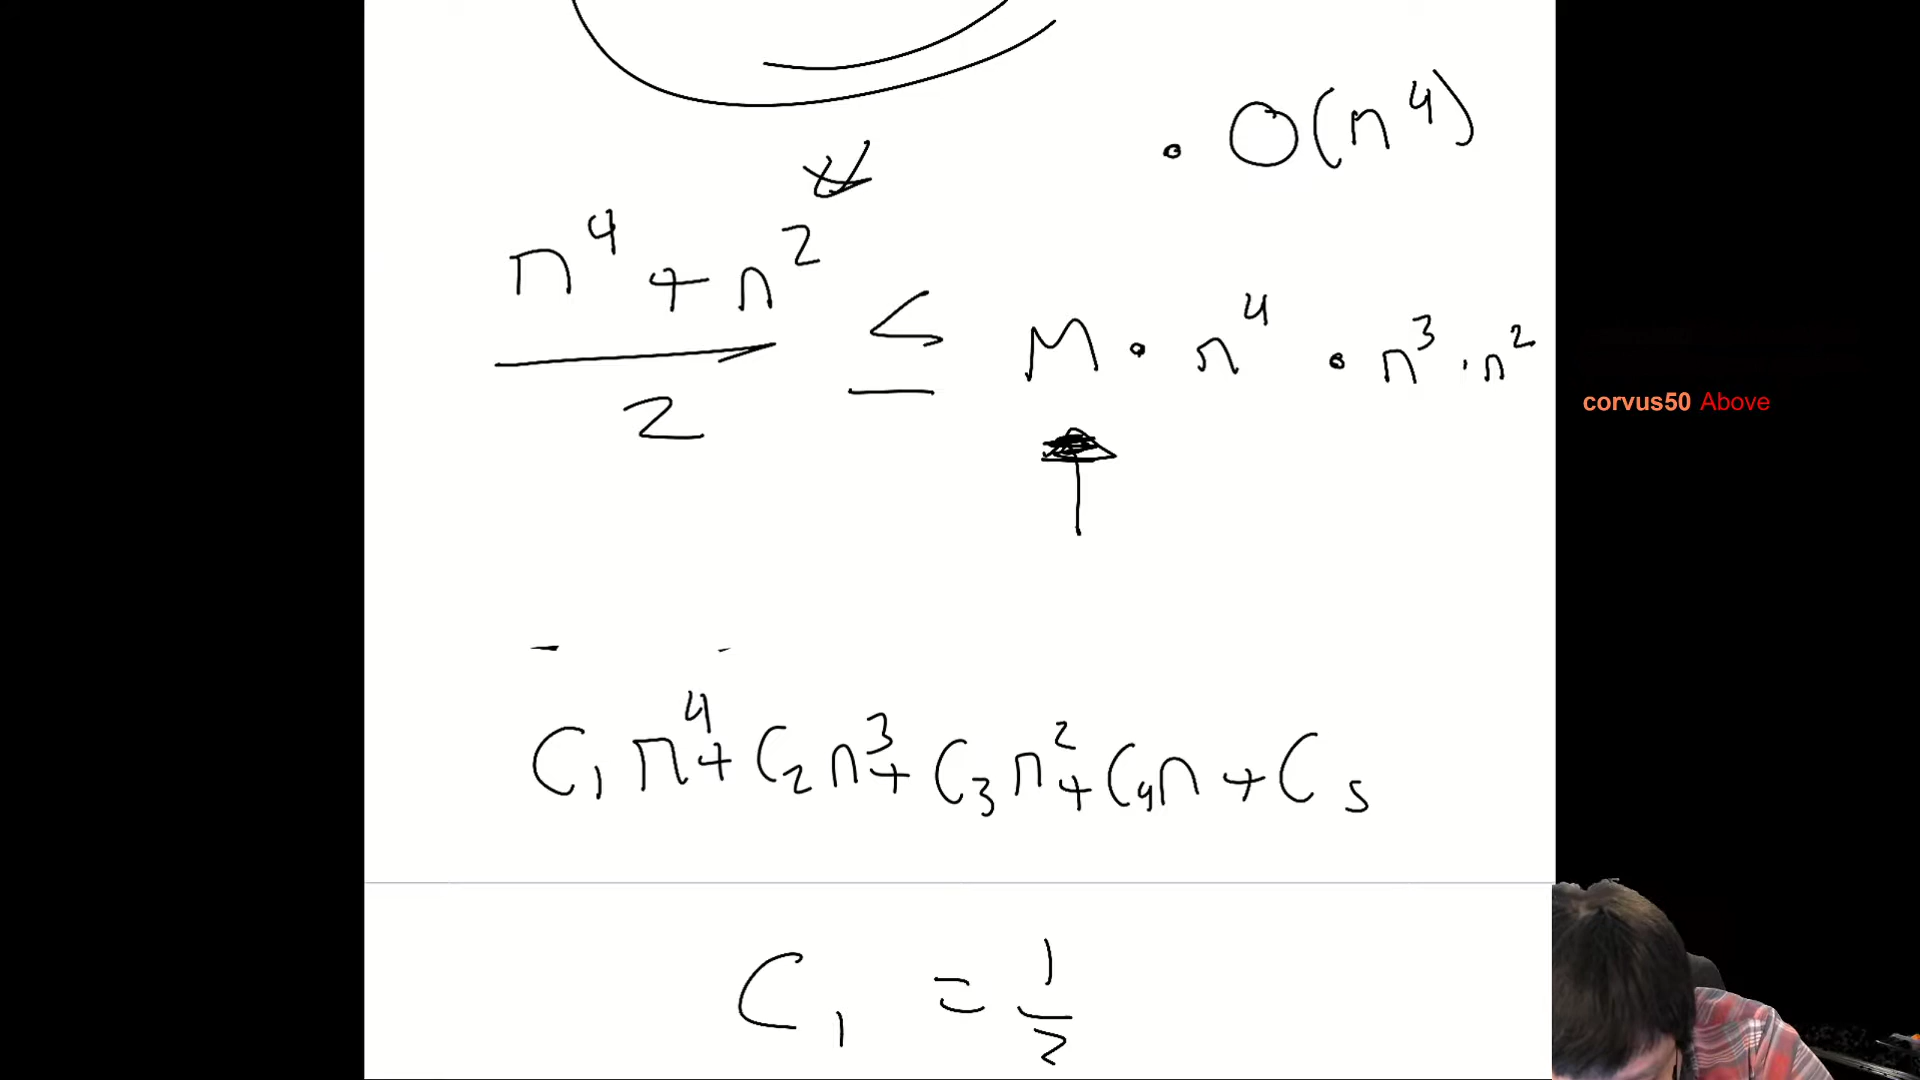 • O(n⁴)
n⁴ + n²
2
≤ M • n⁴ • n³ · n²
corvus50 Above
C₁n⁴ + C₂n³ + C₃n² + C₄n + C₅
C₁ = 1/2